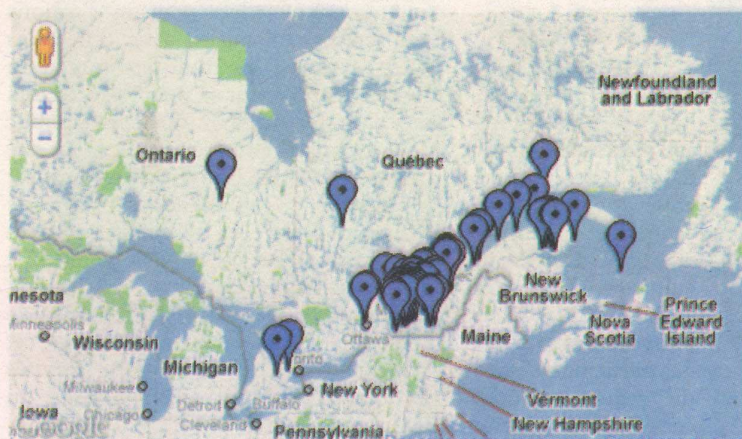 Newfoundland
and Labrador
+
−
Ontario
Québec
New
Brunswick
Prince
Edward
Island
Nova
Scotia
nesota
Minneapolis
Wisconsin
Michigan
Ottawa
Maine
onto
New York
Vermont
Milwaukee
Detroit
Buffalo
Iowa
Chicago
Cleveland
Pennsylvania
New Hampshire